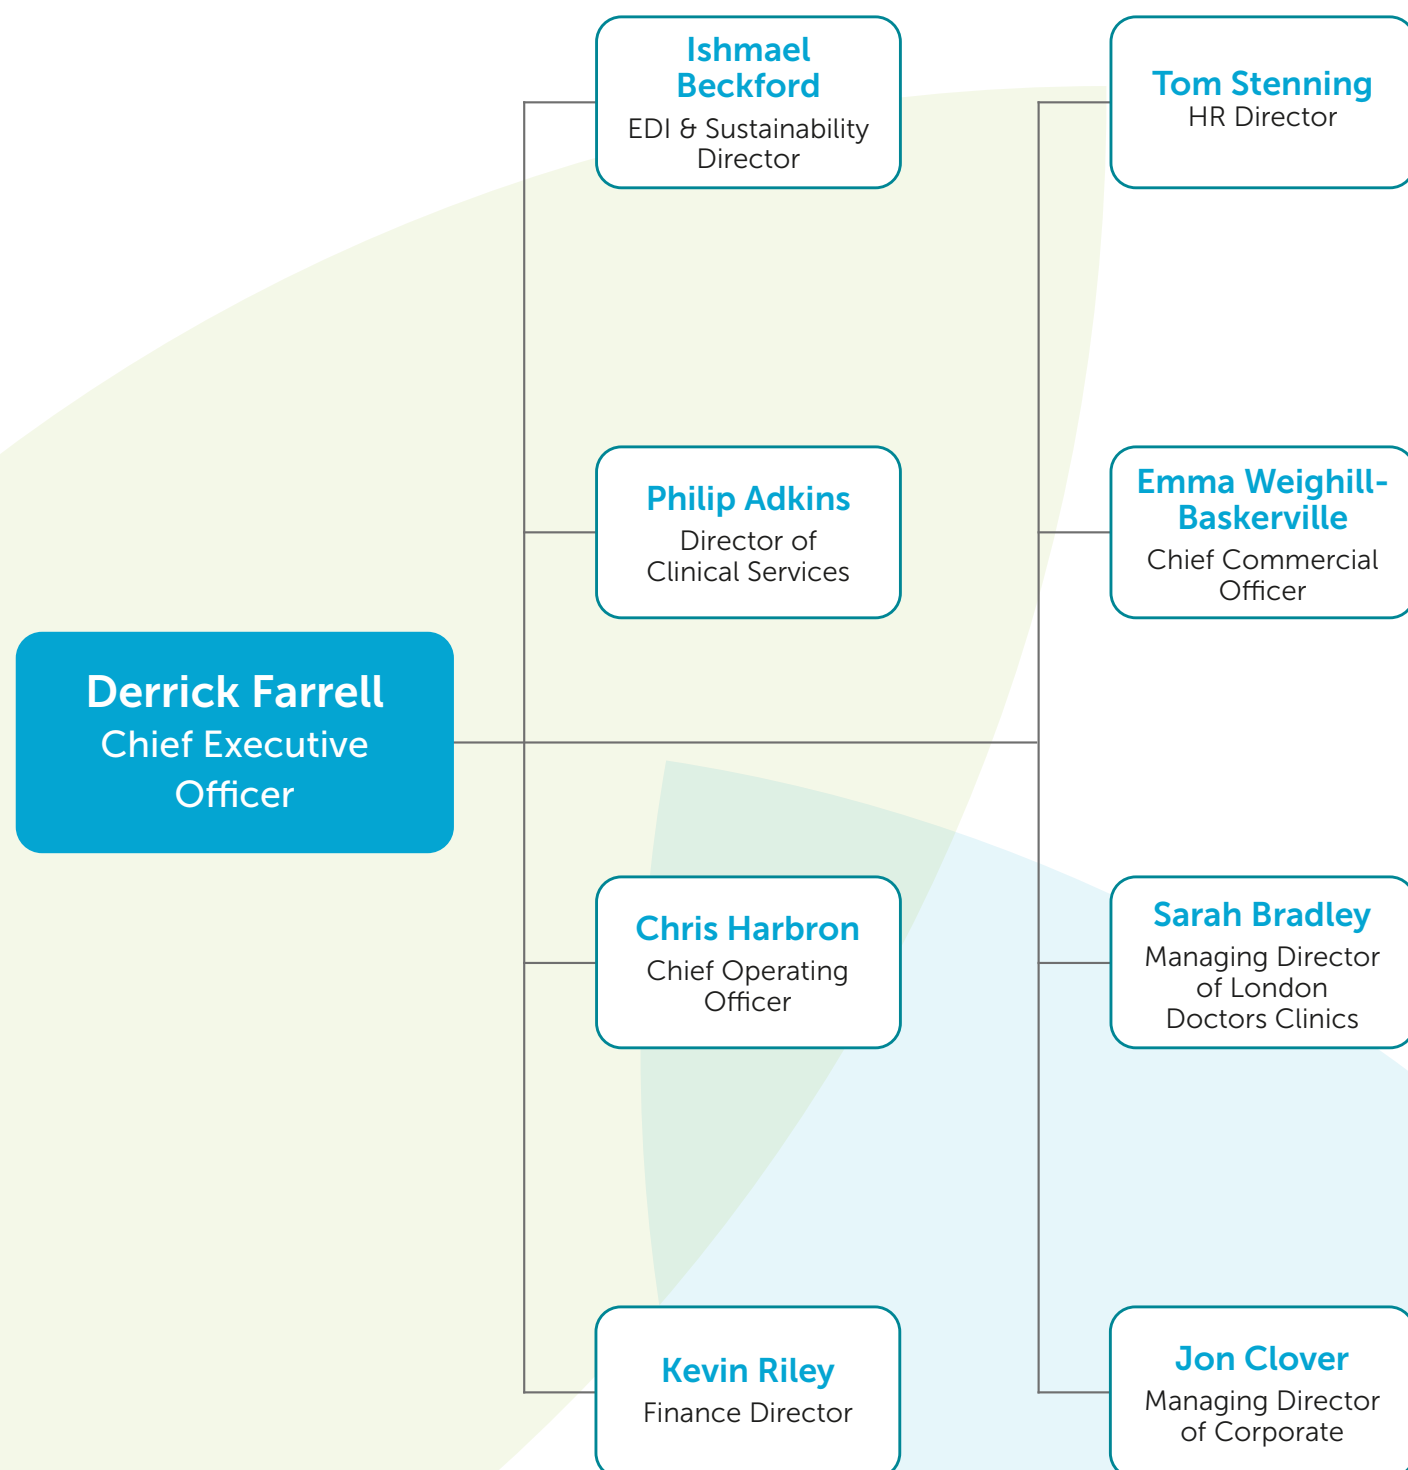 Ishmael
Beckford
EDI & Sustainability
Director
Tom Stenning
HR Director
Philip Adkins
Director of
Clinical Services
Emma Weighill-
Baskerville
Chief Commercial
Officer
Derrick Farrell
Chief Executive
Officer
Chris Harbron
Chief Operating
Officer
Sarah Bradley
Managing Director
of London
Doctors Clinics
Kevin Riley
Finance Director
Jon Clover
Managing Director
of Corporate